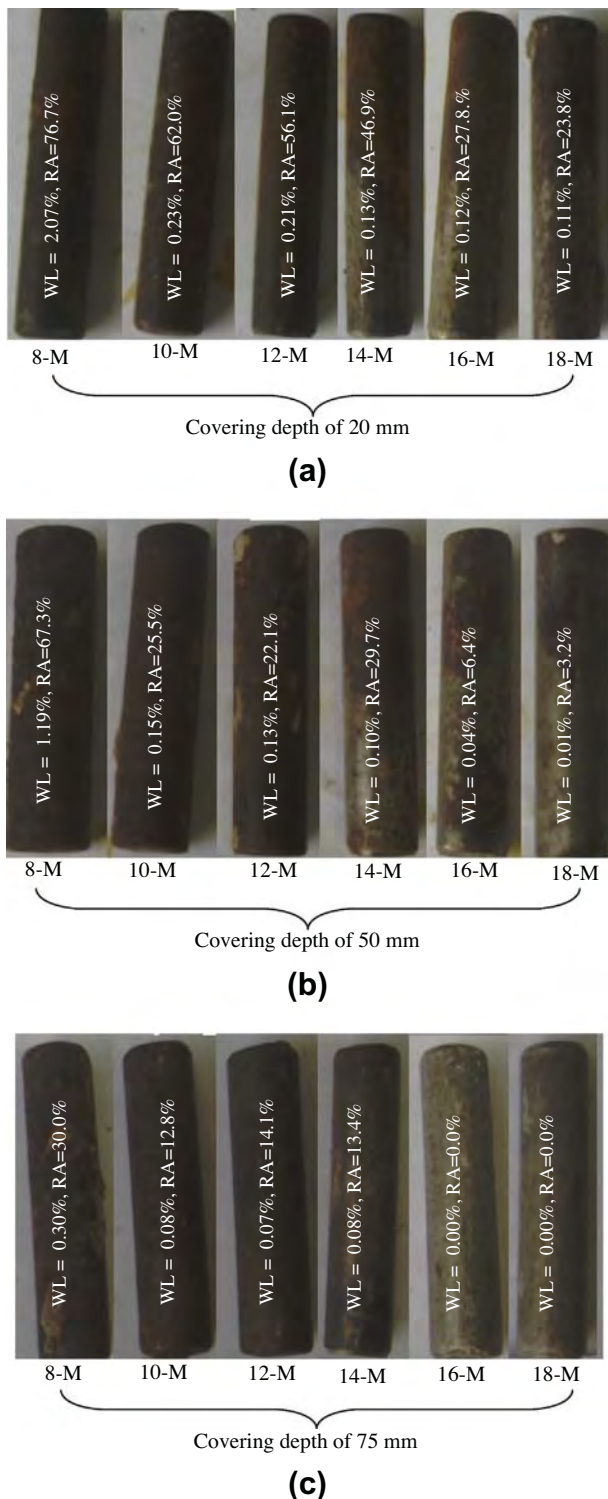 WL = 2.07%, RA=76.7%
WL = 0.23%, RA=62.0%
WL = 0.21%, RA=56.1%
WL = 0.13%, RA=46.9%
WL = 0.12%, RA=27.8.%
WL = 0.11%, RA=23.8%
8-M
10-M
12-M
14-M
16-M
18-M
Covering depth of 20 mm
(a)
WL = 1.19%, RA=67.3%
WL = 0.15%, RA=25.5%
WL = 0.13%, RA=22.1%
WL = 0.10%, RA=29.7%
WL = 0.04%, RA=6.4%
WL = 0.01%, RA=3.2%
8-M
10-M
12-M
14-M
16-M
18-M
Covering depth of 50 mm
(b)
WL = 0.30%, RA=30.0%
WL = 0.08%, RA=12.8%
WL = 0.07%, RA=14.1%
WL = 0.08%, RA=13.4%
WL = 0.00%, RA=0.0%
WL = 0.00%, RA=0.0%
8-M
10-M
12-M
14-M
16-M
18-M
Covering depth of 75 mm
(c)